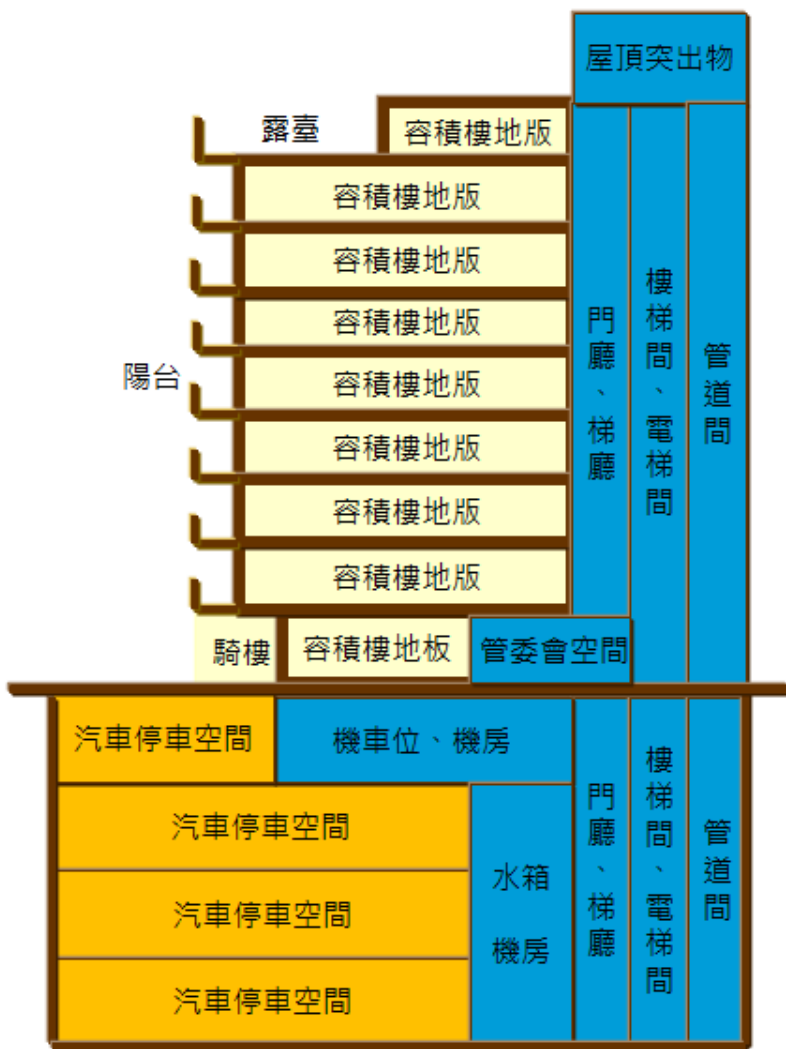 屋頂突出物
露臺
容積樓地版
容積樓地版
容積樓地版
容積樓地版
陽台
容積樓地版
容積樓地版
容積樓地版
容積樓地版
門廳、梯廳
樓梯間、電梯間
管道間
騎樓
容積樓地板
管委會空間
汽車停車空間
機車位、機房
汽車停車空間
汽車停車空間
汽車停車空間
水箱
機房
門廳、梯廳
樓梯間、電梯間
管道間